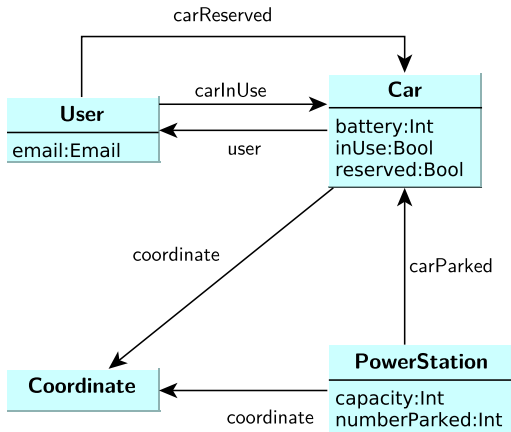 carReserved
User
email:Email
carInUse
user
Car
battery:Int
inUse:Bool
reserved:Bool
coordinate
carParked
Coordinate
coordinate
PowerStation
capacity:Int
numberParked:Int